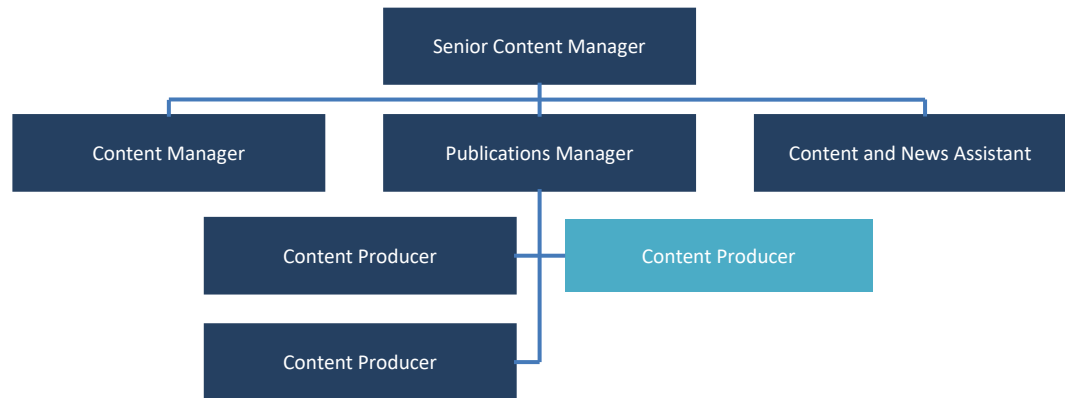 Senior Content Manager
Content Manager
Publications Manager
Content and News Assistant
Content Producer
Content Producer
Content Producer